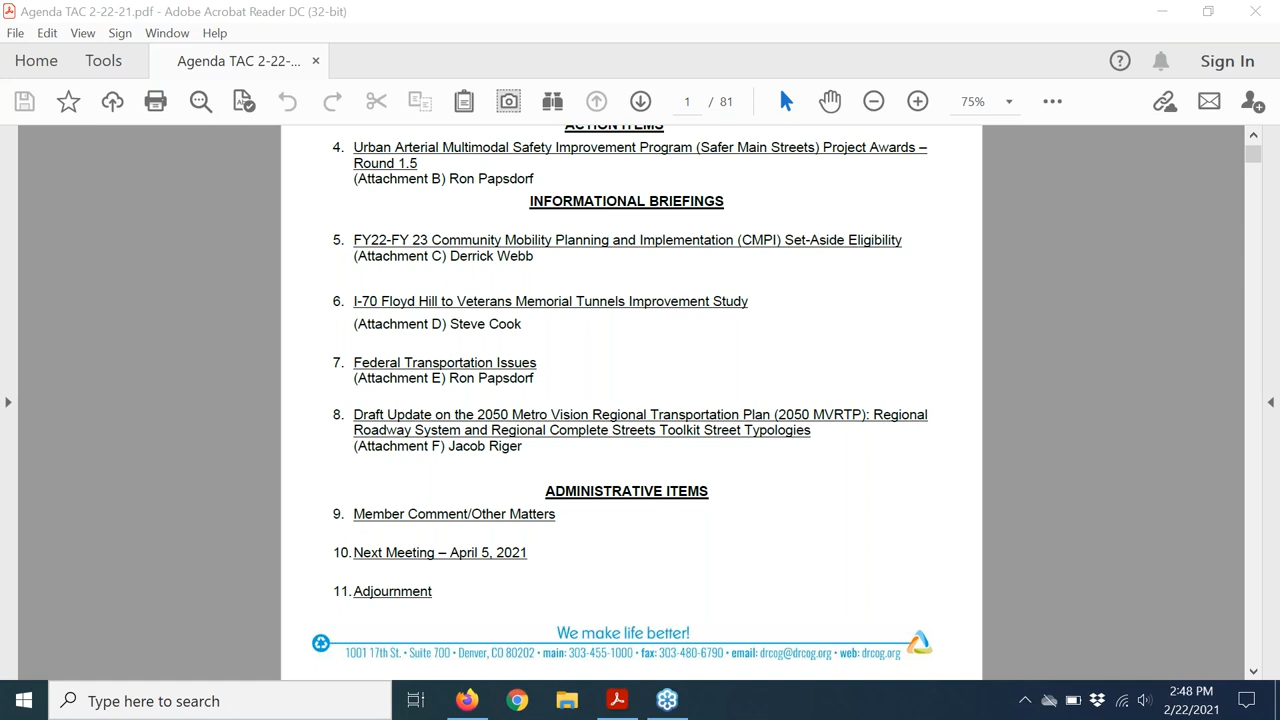 Agenda TAC 2-22-21.pdf - Adobe Acrobat Reader DC (32-bit)
File Edit View Sign Window Help
Home Tools Agenda TAC 2-22-... × Sign In
1 / 81 75%
ACTION ITEMS
4. Urban Arterial Multimodal Safety Improvement Program (Safer Main Streets) Project Awards –
Round 1.5
(Attachment B) Ron Papsdorf
INFORMATIONAL BRIEFINGS
5. FY22-FY 23 Community Mobility Planning and Implementation (CMPI) Set-Aside Eligibility
(Attachment C) Derrick Webb
6. I-70 Floyd Hill to Veterans Memorial Tunnels Improvement Study
(Attachment D) Steve Cook
7. Federal Transportation Issues
(Attachment E) Ron Papsdorf
8. Draft Update on the 2050 Metro Vision Regional Transportation Plan (2050 MVRTP): Regional
Roadway System and Regional Complete Streets Toolkit Street Typologies
(Attachment F) Jacob Riger
ADMINISTRATIVE ITEMS
9. Member Comment/Other Matters
10. Next Meeting – April 5, 2021
11. Adjournment
We make life better!
1001 17th St. • Suite 700 • Denver, CO 80202 • main: 303-455-1000 • fax: 303-480-6790 • email: drcog@drcog.org • web: drcog.org
Type here to search
2:48 PM
2/22/2021